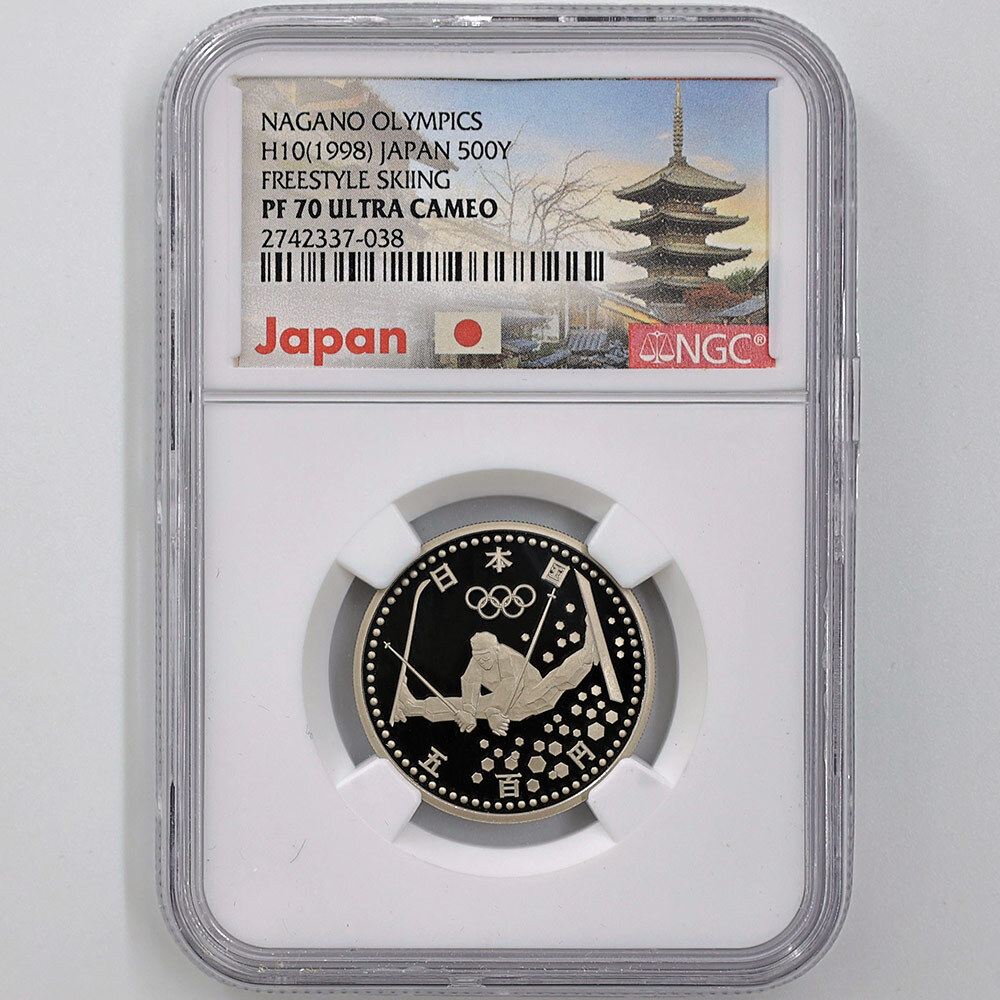 NAGANO OLYMPICS
H10(1998) JAPAN 500Y
FREESTYLE SKIING
PF 70 ULTRA CAMEO
2742337-038
Japan
NGC®
日本国
五百円